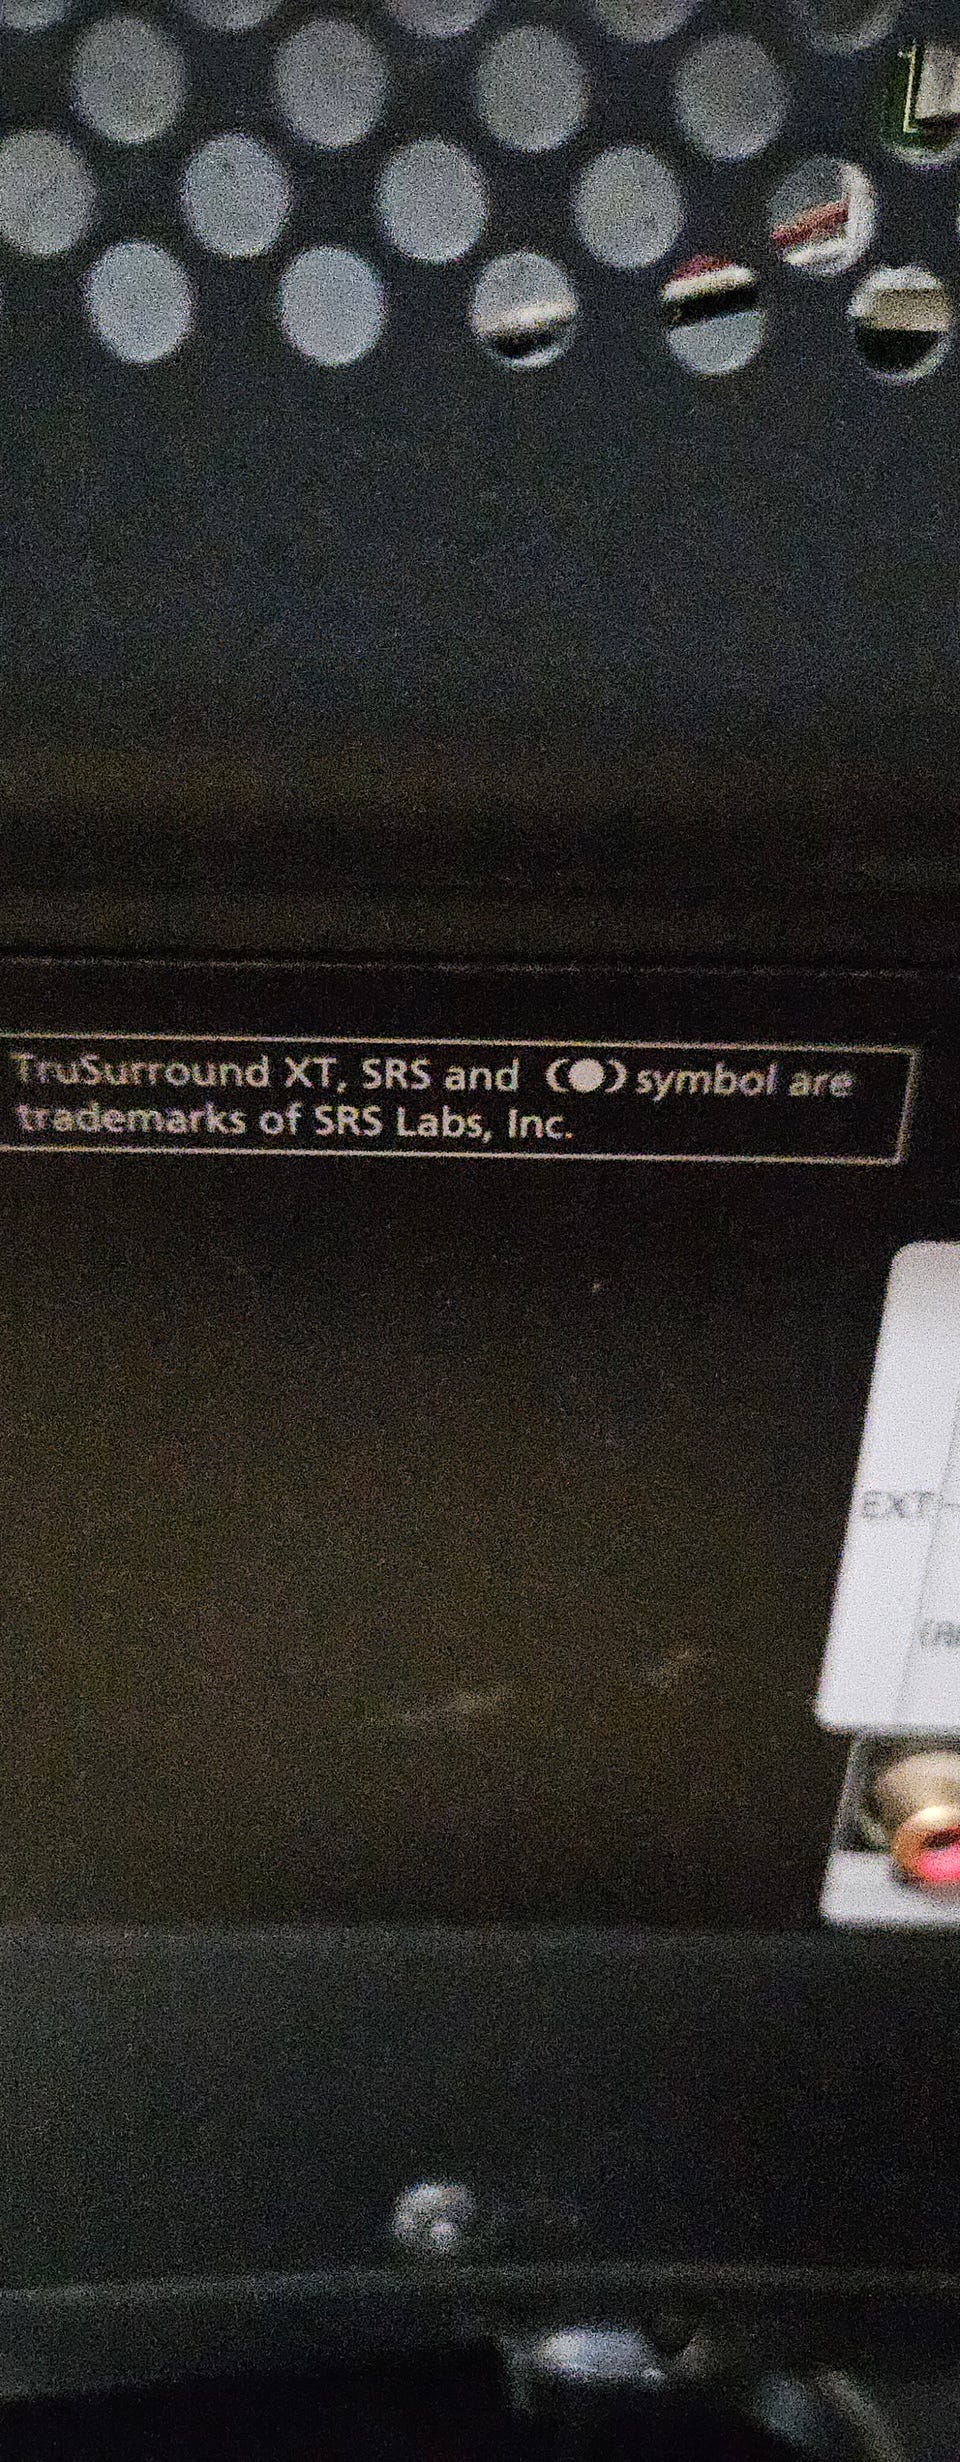 TruSurround XT, SRS and (●) symbol are
trademarks of SRS Labs, Inc.
EXT